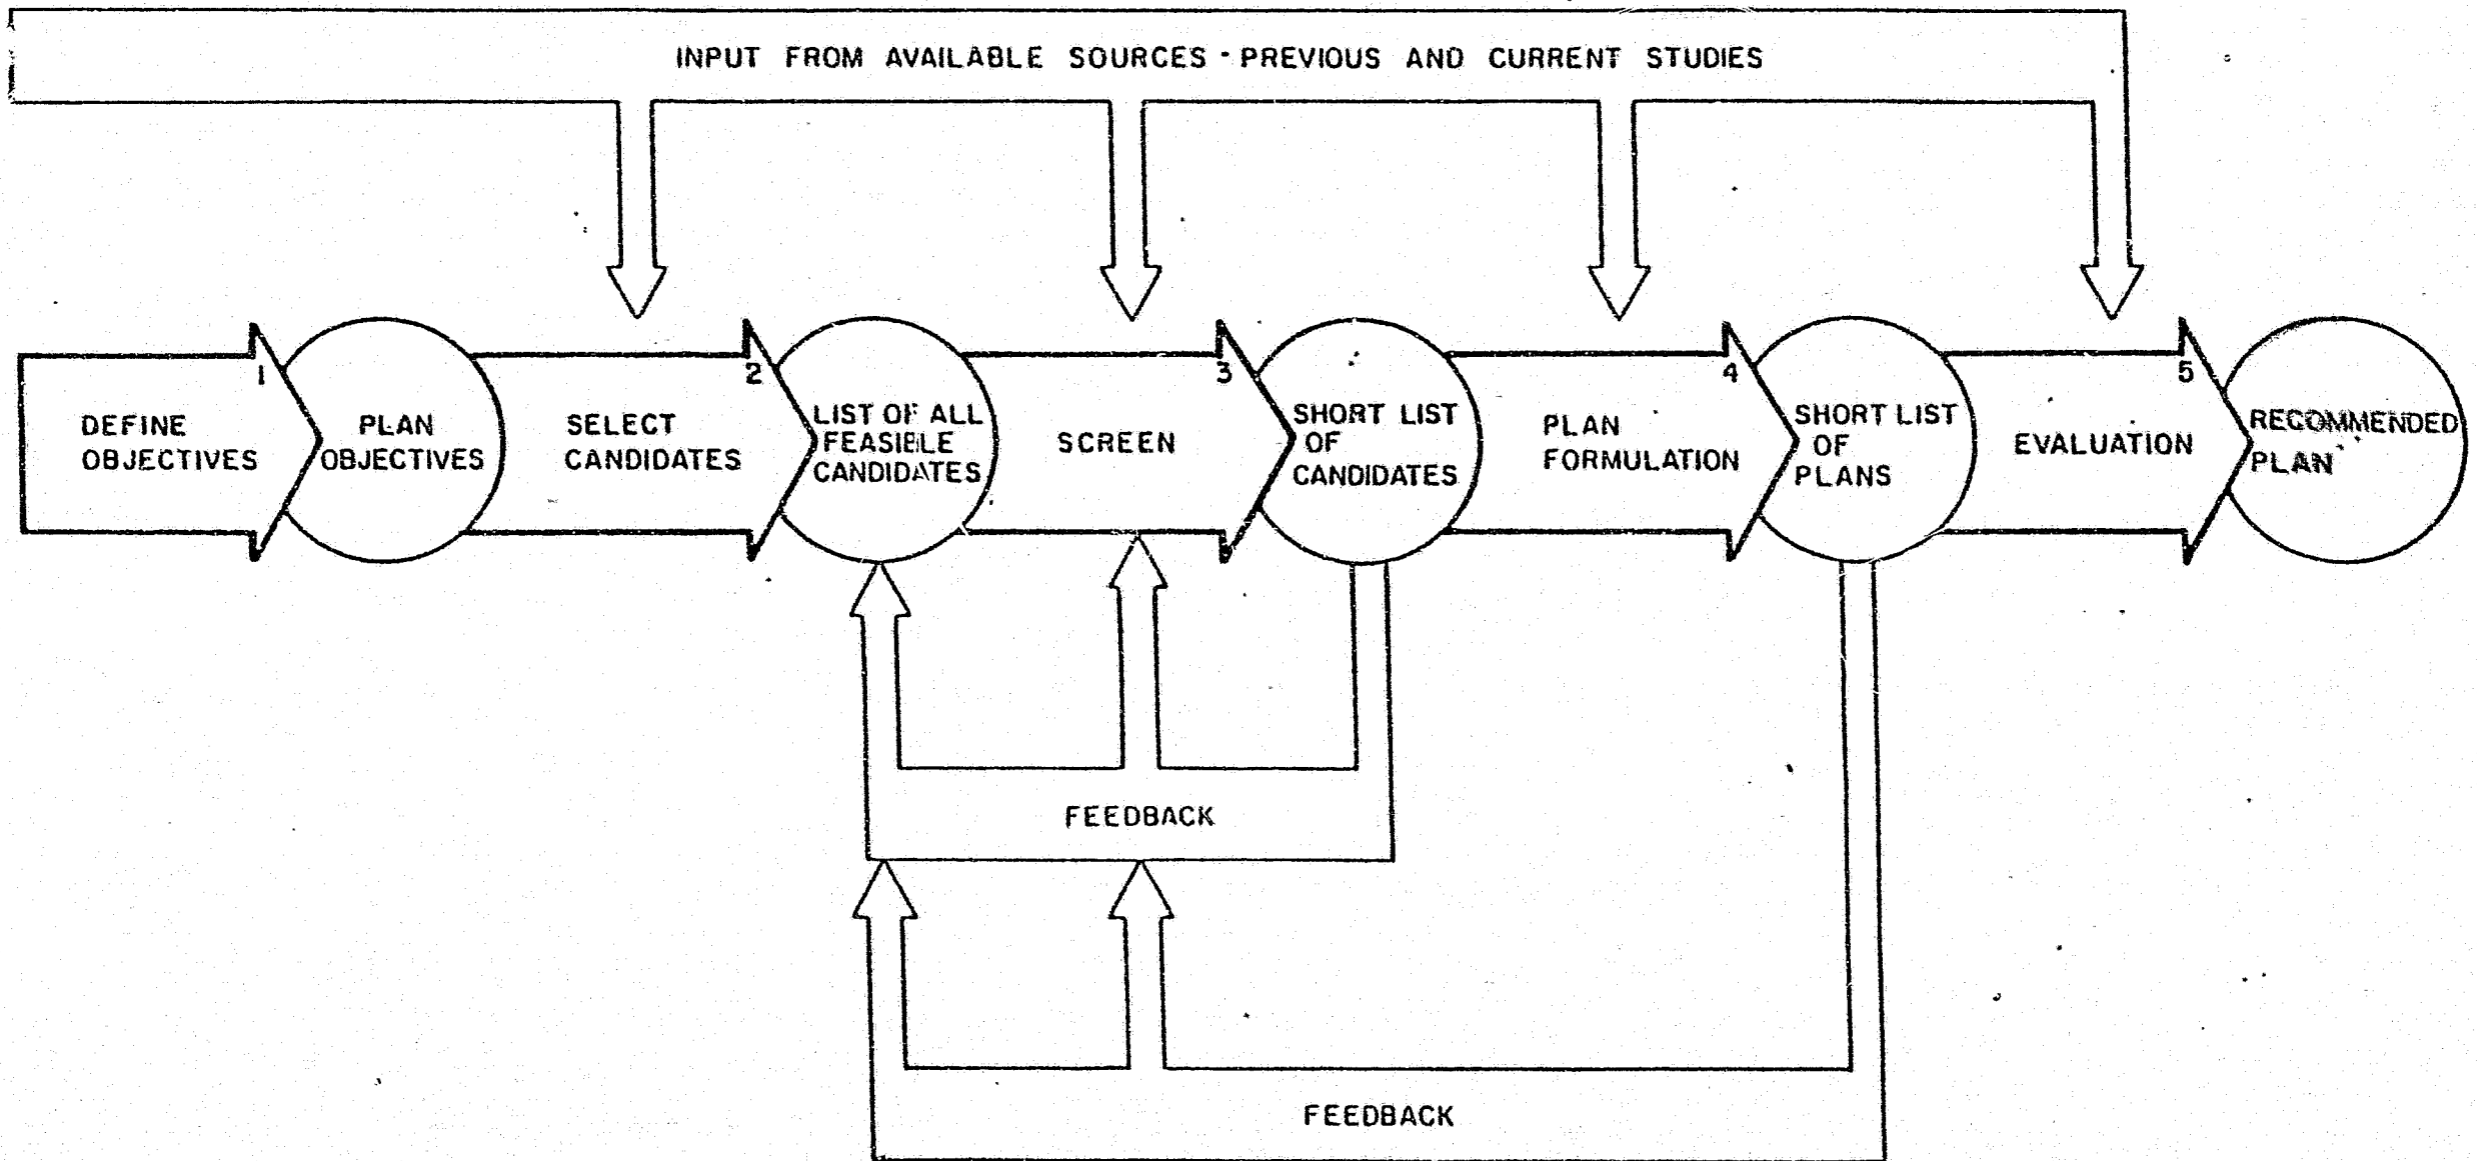 INPUT FROM AVAILABLE SOURCES - PREVIOUS AND CURRENT STUDIES
1
DEFINE
OBJECTIVES
PLAN
OBJECTIVES
2
SELECT
CANDIDATES
LIST OF ALL
FEASIBLE
CANDIDATES
3
SCREEN
SHORT LIST
OF
CANDIDATES
4
PLAN
FORMULATION
SHORT LIST
OF
PLANS
5
EVALUATION
RECOMMENDED
PLAN
FEEDBACK
FEEDBACK